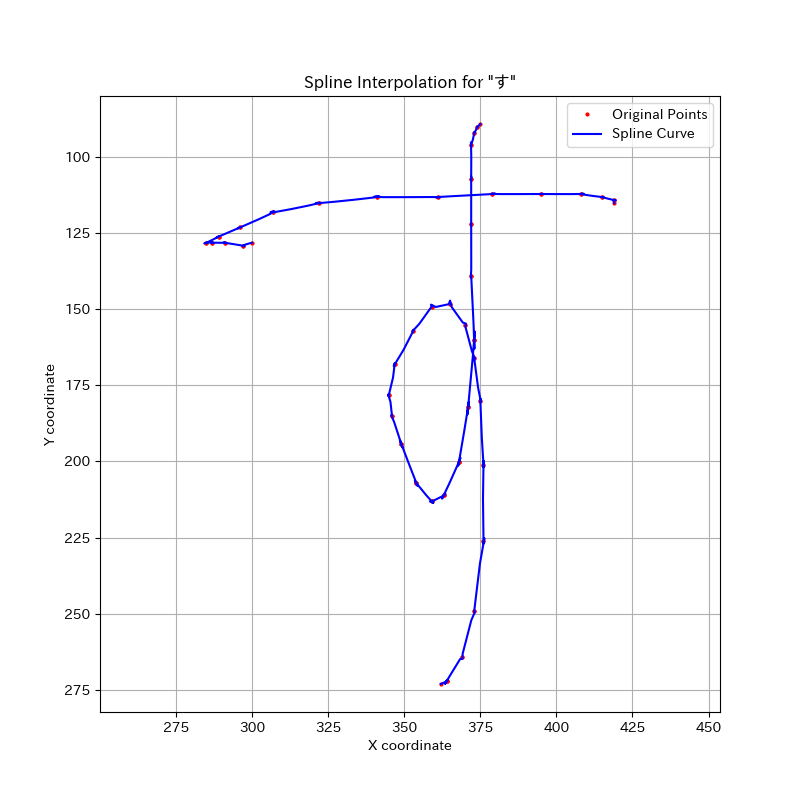 Spline Interpolation for "す"
Original Points
Spline Curve
100
125
150
175
200
225
250
275
Y coordinate
275 300 325 350 375 400 425 450
X coordinate
す